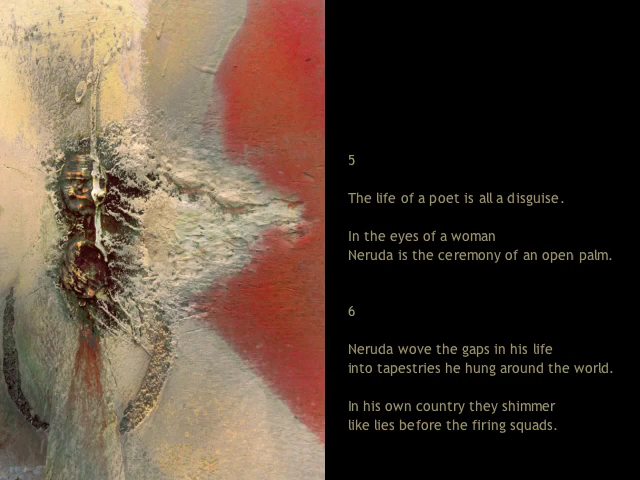 5
The life of a poet is all a disguise.
In the eyes of a woman
Neruda is the ceremony of an open palm.
6
Neruda wove the gaps in his life
into tapestries he hung around the world.
In his own country they shimmer
like lies before the firing squads.